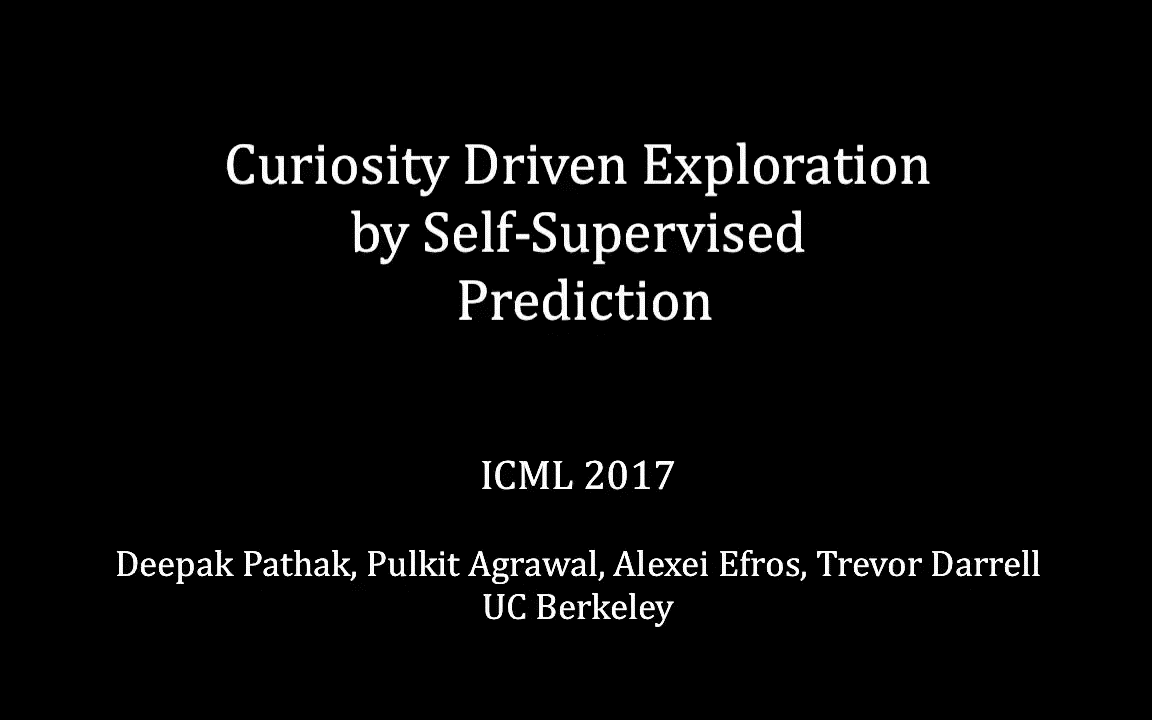 Curiosity Driven Exploration
by Self-Supervised
Prediction
ICML 2017
Deepak Pathak, Pulkit Agrawal, Alexei Efros, Trevor Darrell
UC Berkeley